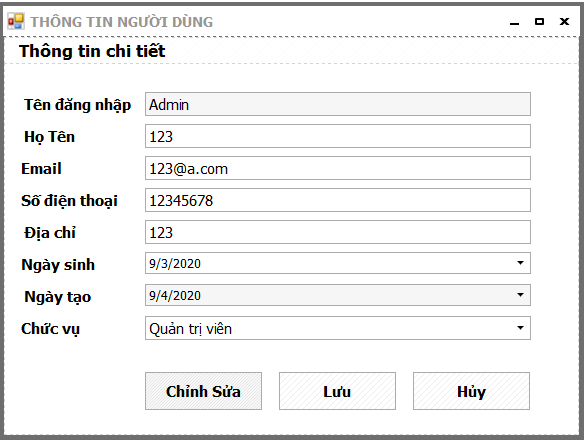 THÔNG TIN NGƯỜI DÙNG
Thông tin chi tiết
Tên đăng nhập Admin
Họ Tên 123
Email 123@a.com
Số điện thoại 12345678
Địa chỉ 123
Ngày sinh 9/3/2020
Ngày tạo 9/4/2020
Chức vụ Quản trị viên
Chỉnh Sửa Lưu Hủy